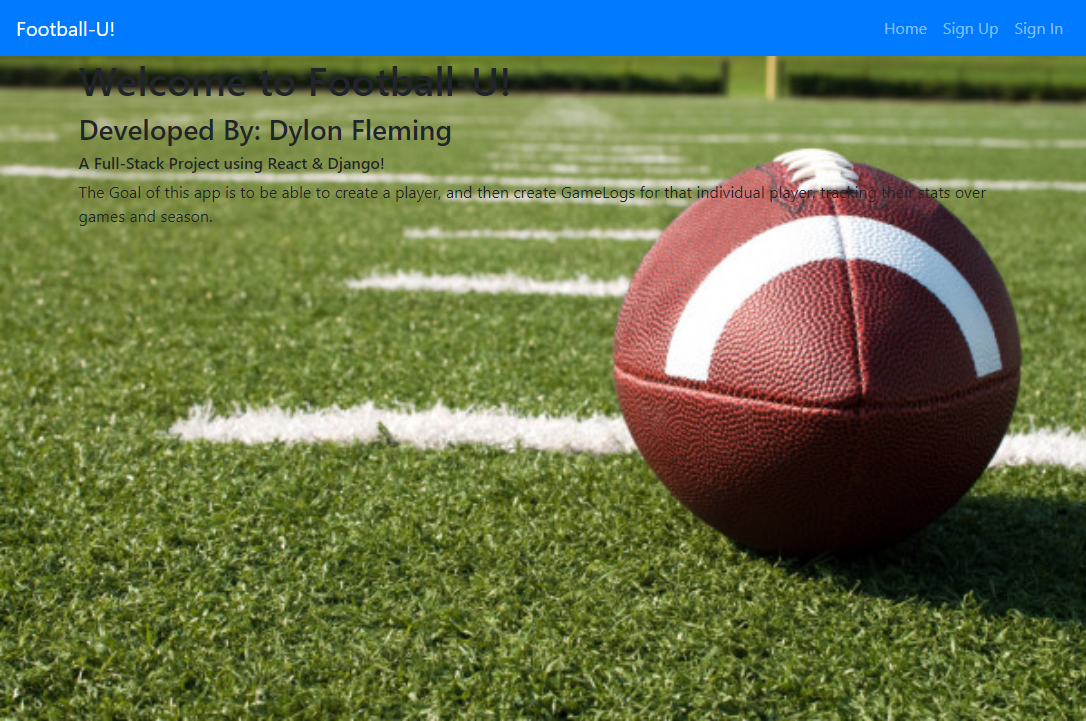 Football-U!
Home Sign Up Sign In
Welcome to Football-U!
Developed By: Dylon Fleming
A Full-Stack Project using React & Django!
The Goal of this app is to be able to create a player, and then create GameLogs for that individual player, tracking their stats over
games and season.